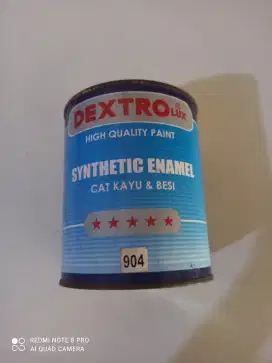 DEXTRO LUX
HIGH QUALITY PAINT
SYNTHETIC ENAMEL
CAT KAYU & BESI
904
REDMI NOTE 8 PRO
AI QUAD CAMERA